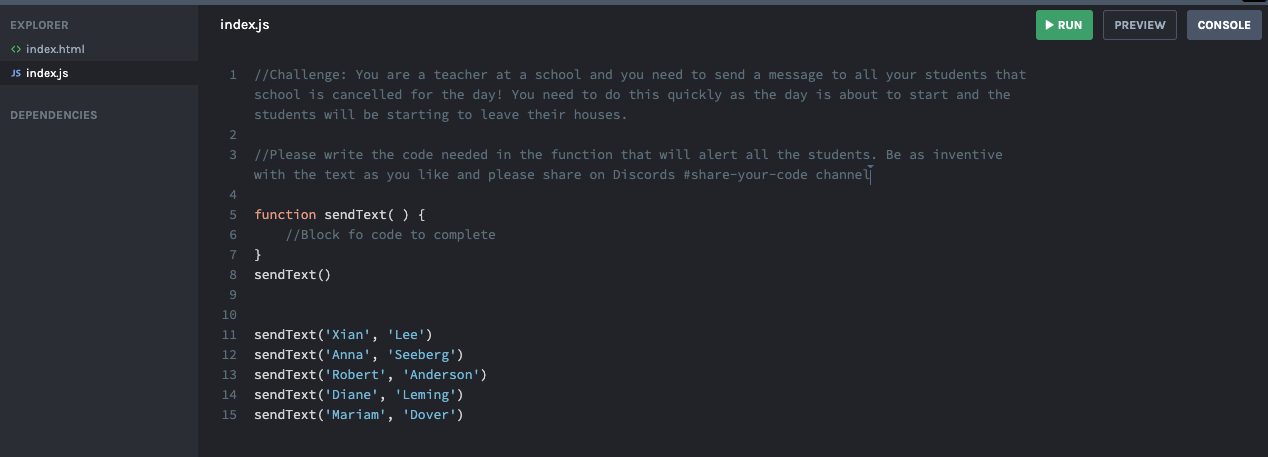 EXPLORER
<> index.html
JS index.js
DEPENDENCIES
index.js
RUN
PREVIEW
CONSOLE
1 //Challenge: You are a teacher at a school and you need to send a message to all your students that
school is cancelled for the day! You need to do this quickly as the day is about to start and the
students will be starting to leave their houses.
2
3 //Please write the code needed in the function that will alert all the students. Be as inventive
with the text as you like and please share on Discords #share-your-code channel
4
5 function sendText( ) {
6     //Block fo code to complete
7 }
8 sendText()
9
10
11 sendText('Xian', 'Lee')
12 sendText('Anna', 'Seeberg')
13 sendText('Robert', 'Anderson')
14 sendText('Diane', 'Leming')
15 sendText('Mariam', 'Dover')